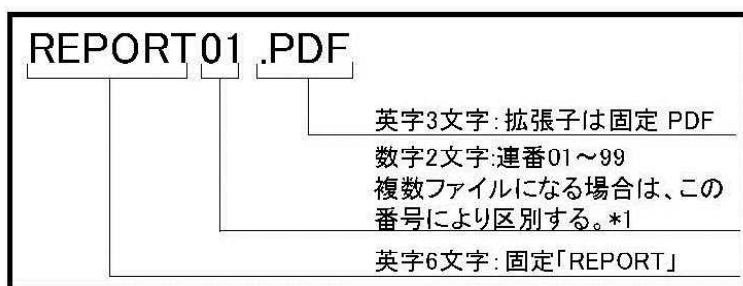 REPORT01.PDF
英字3文字:拡張子は固定 PDF
数字2文字:連番01～99
複数ファイルになる場合は、この
番号により区別する。*1
英字6文字:固定「REPORT」